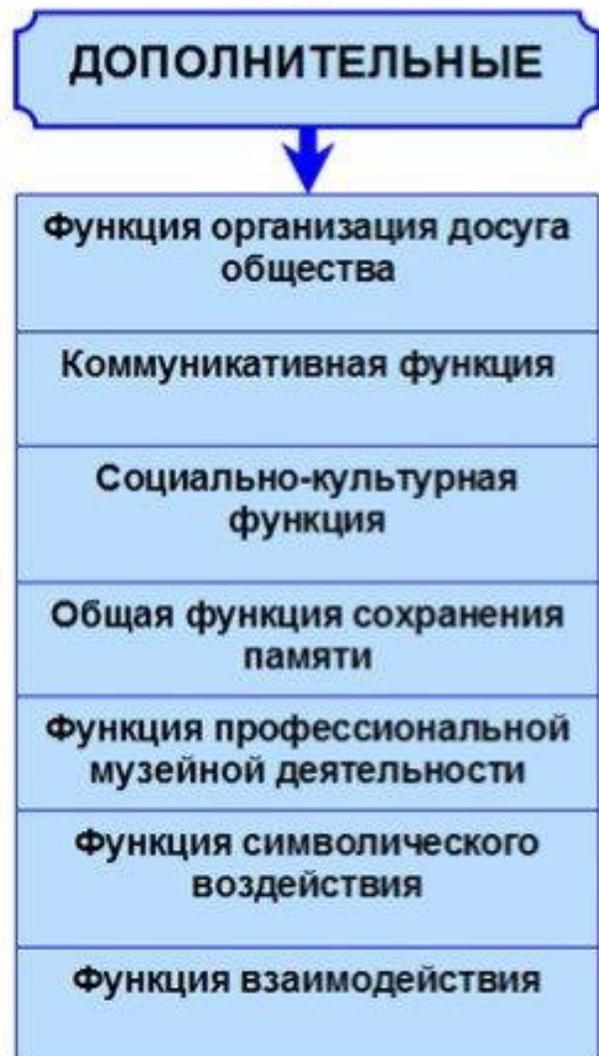 ДОПОЛНИТЕЛЬНЫЕ
Функция организация досуга
общества
Коммуникативная функция
Социально-культурная
функция
Общая функция сохранения
памяти
Функция профессиональной
музейной деятельности
Функция символического
воздействия
Функция взаимодействия